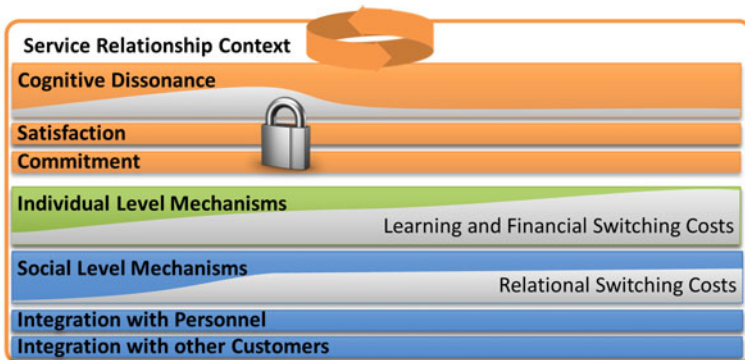 Service Relationship Context
Cognitive Dissonance
Satisfaction
Commitment
Individual Level Mechanisms
Learning and Financial Switching Costs
Social Level Mechanisms
Relational Switching Costs
Integration with Personnel
Integration with other Customers